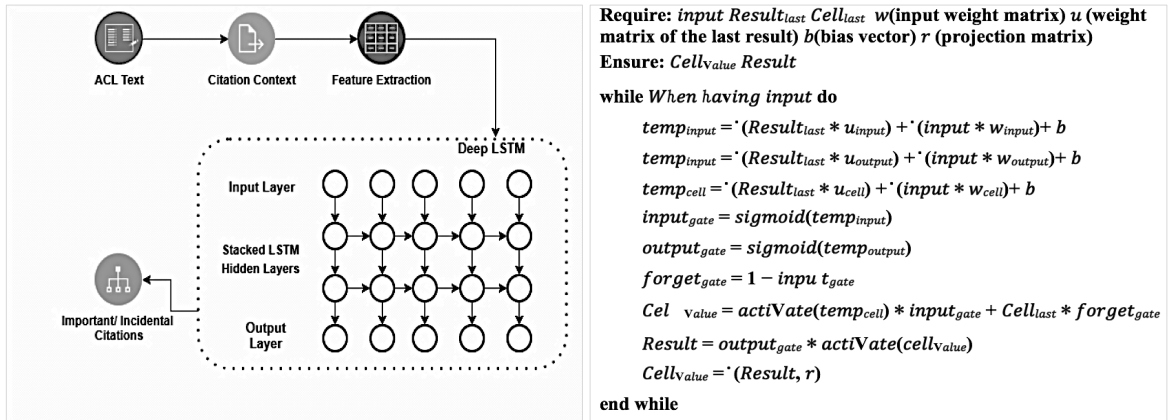 ACL Text
Citation Context
Feature Extraction
Deep LSTM
Input Layer
Stacked LSTM
Hidden Layers
Output
Layer
Important/ Incidental
Citations
Require: input Result_last Cell_last w(input weight matrix) u (weight
matrix of the last result) b(bias vector) r (projection matrix)
Ensure: Cell_Value Result
while When having input do
temp_input = ˙(Result_last * u_input) + ˙(input * w_input)+ b
temp_input = ˙(Result_last * u_output) + ˙(input * w_output)+ b
temp_cell = ˙(Result_last * u_cell) + ˙(input * w_cell)+ b
input_gate = sigmoid(temp_input)
output_gate = sigmoid(temp_output)
forget_gate = 1 − inpu t_gate
Cel Value = actiVate(temp_cell) * input_gate + Cell_last * forget_gate
Result = output_gate * actiVate(cell_Value)
Cell_Value = ˙(Result, r)
end while